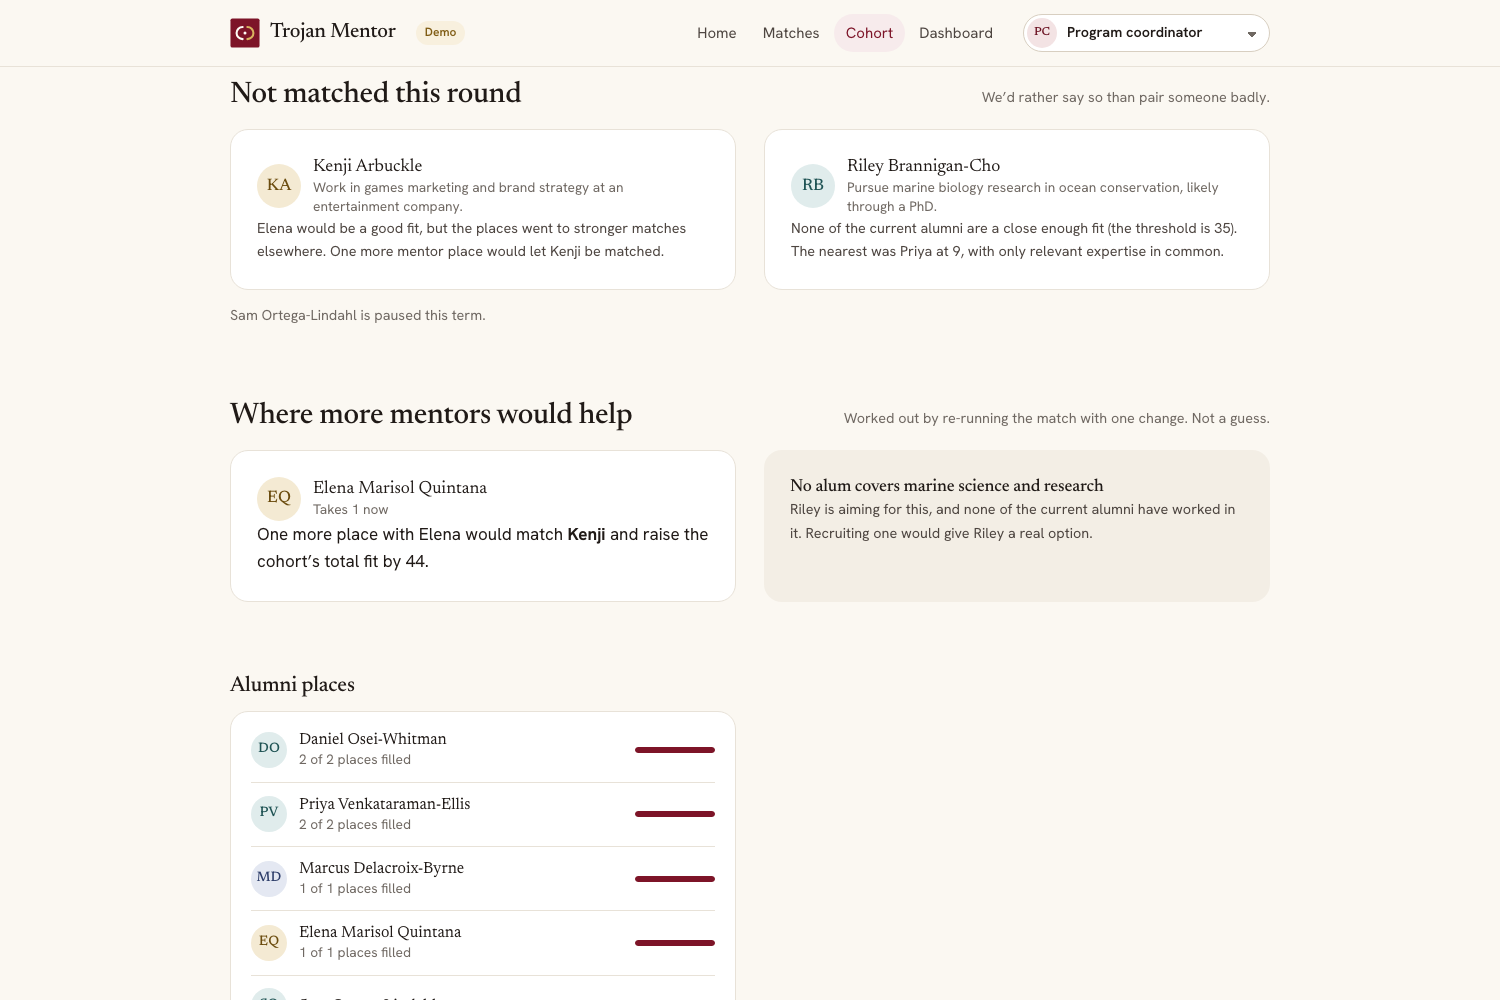 Trojan Mentor
Demo
Home
Matches
Cohort
Dashboard
PC
Program coordinator
Not matched this round
We’d rather say so than pair someone badly.
KA
Kenji Arbuckle
Work in games marketing and brand strategy at an
entertainment company.
Elena would be a good fit, but the places went to stronger matches
elsewhere. One more mentor place would let Kenji be matched.
RB
Riley Brannigan-Cho
Pursue marine biology research in ocean conservation, likely
through a PhD.
None of the current alumni are a close enough fit (the threshold is 35).
The nearest was Priya at 9, with only relevant expertise in common.
Sam Ortega-Lindahl is paused this term.
Where more mentors would help
Worked out by re-running the match with one change. Not a guess.
EQ
Elena Marisol Quintana
Takes 1 now
One more place with Elena would match Kenji and raise the
cohort’s total fit by 44.
No alum covers marine science and research
Riley is aiming for this, and none of the current alumni have worked in
it. Recruiting one would give Riley a real option.
Alumni places
DO
Daniel Osei-Whitman
2 of 2 places filled
PV
Priya Venkataraman-Ellis
2 of 2 places filled
MD
Marcus Delacroix-Byrne
1 of 1 places filled
EQ
Elena Marisol Quintana
1 of 1 places filled